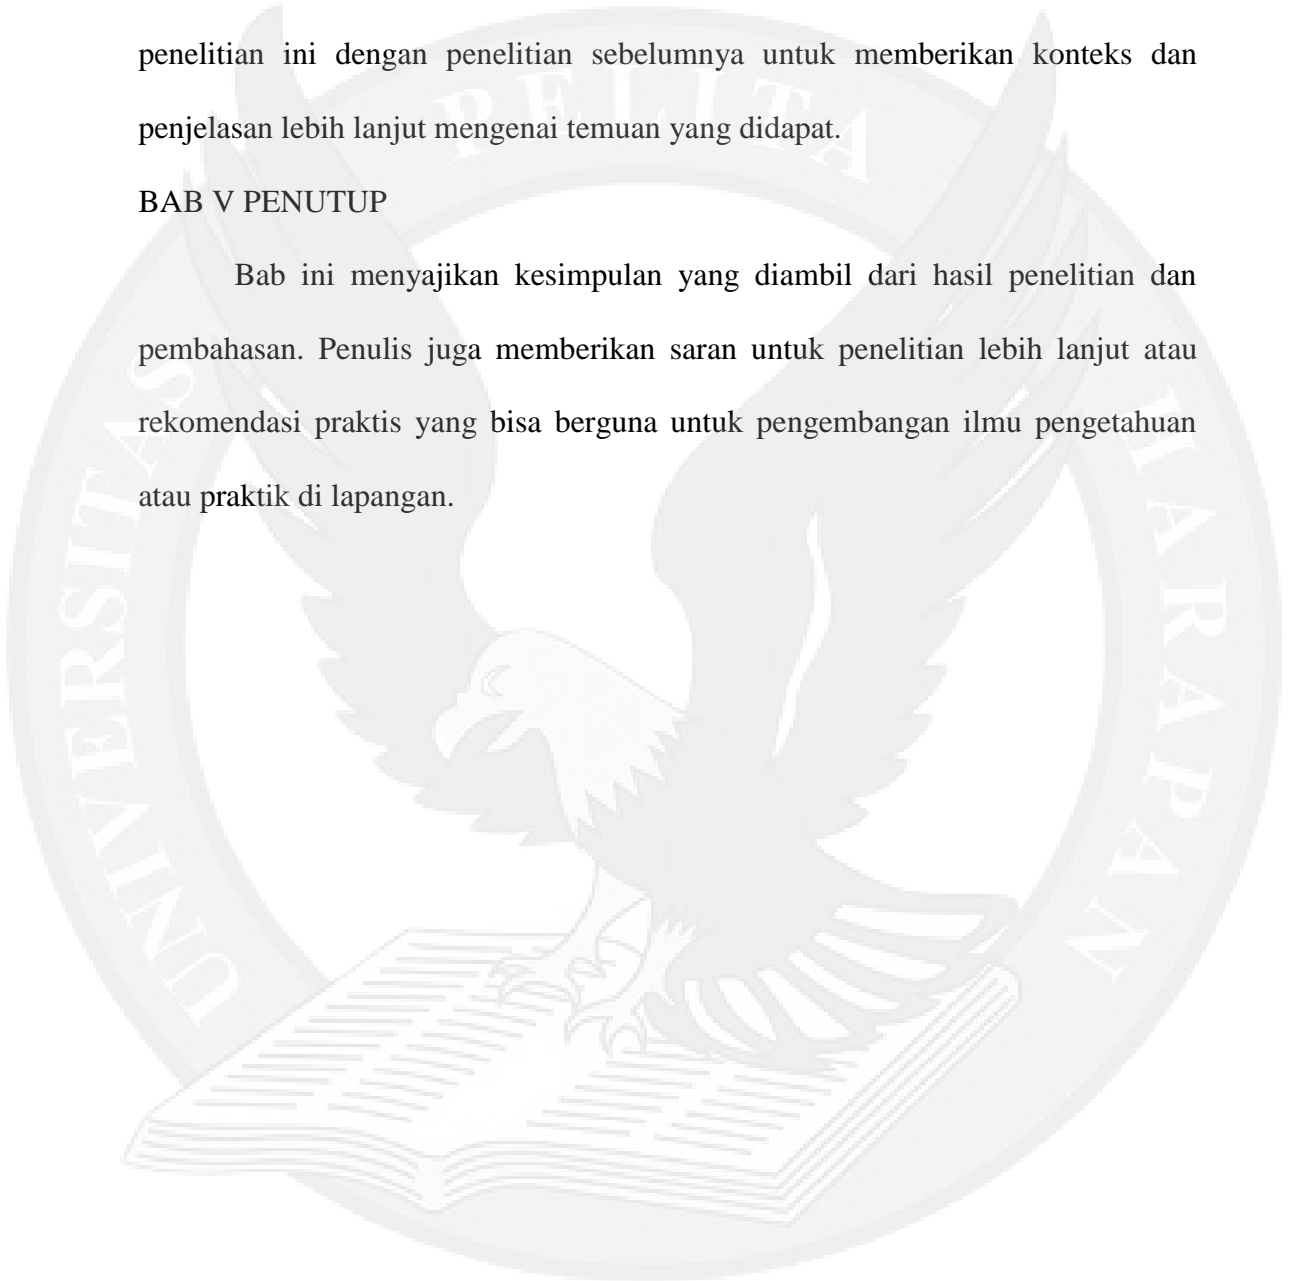 penelitian ini dengan penelitian sebelumnya untuk memberikan konteks dan
penjelasan lebih lanjut mengenai temuan yang didapat.
BAB V PENUTUP
Bab ini menyajikan kesimpulan yang diambil dari hasil penelitian dan
pembahasan. Penulis juga memberikan saran untuk penelitian lebih lanjut atau
rekomendasi praktis yang bisa berguna untuk pengembangan ilmu pengetahuan
atau praktik di lapangan.
UNIVERSITAS PELITA HARAPAN